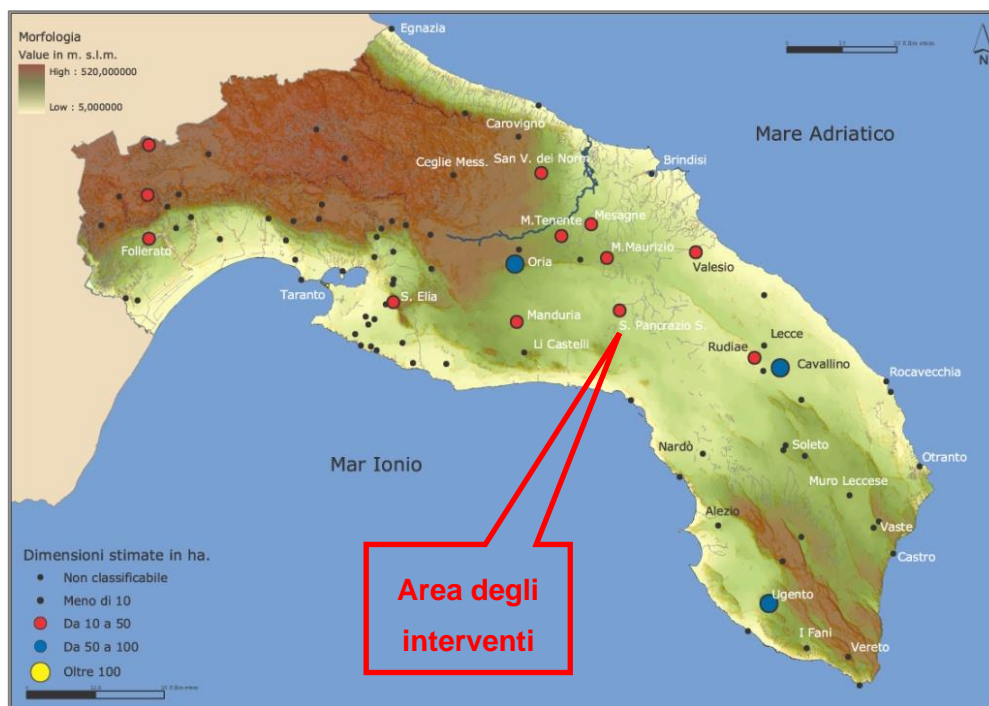 Morfologia
Value in m. s.l.m.
High : 520,000000
Low : 5,000000
Egnazia
N
Mare Adriatico
Carovigno
Ceglie Mess.
San V. dei Norm.
Brindisi
M.Tenente
Mesagne
M.Maurizio
Follerato
Oria
Valesio
Taranto
S. Elia
Manduria
S. Pancrazio S.
Li Castelli
Lecce
Rudiae
Cavallino
Rocavecchia
Mar Ionio
Nardò
Soleto
Otranto
Muro Leccese
Alezio
Vaste
Castro
Ugento
I Fani
Vereto
Area degli
interventi
Dimensioni stimate in ha.
Non classificabile
Meno di 10
Da 10 a 50
Da 50 a 100
Oltre 100